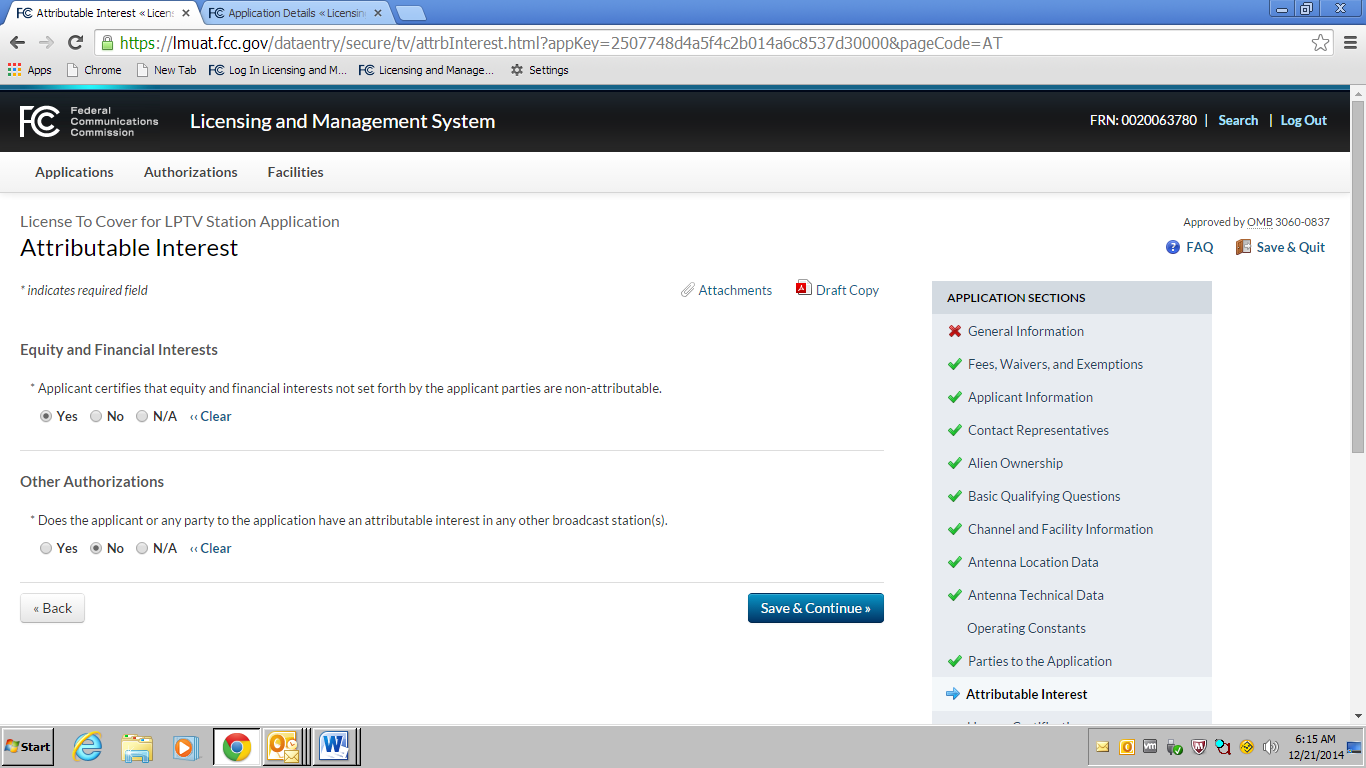 Attributable Interest « Licens
Application Details « Licensin
https://lmuat.fcc.gov/dataentry/secure/tv/attrbInterest.html?appKey=2507748d4a5f4c2b014a6c8537d30000&pageCode=AT
Apps Chrome New Tab Log In Licensing and M... Licensing and Manage... Settings
FCC Federal Communications Commission
Licensing and Management System
FRN: 0020063780 | Search | Log Out
Applications Authorizations Facilities
License To Cover for LPTV Station Application
Approved by OMB 3060-0837
Attributable Interest
FAQ Save & Quit
* indicates required field
Attachments Draft Copy
Equity and Financial Interests
* Applicant certifies that equity and financial interests not set forth by the applicant parties are non-attributable.
Yes No N/A ‹‹ Clear
Other Authorizations
* Does the applicant or any party to the application have an attributable interest in any other broadcast station(s).
Yes No N/A ‹‹ Clear
« Back
Save & Continue »
APPLICATION SECTIONS
General Information
Fees, Waivers, and Exemptions
Applicant Information
Contact Representatives
Alien Ownership
Basic Qualifying Questions
Channel and Facility Information
Antenna Location Data
Antenna Technical Data
Operating Constants
Parties to the Application
Attributable Interest
Start
6:15 AM
12/21/2014